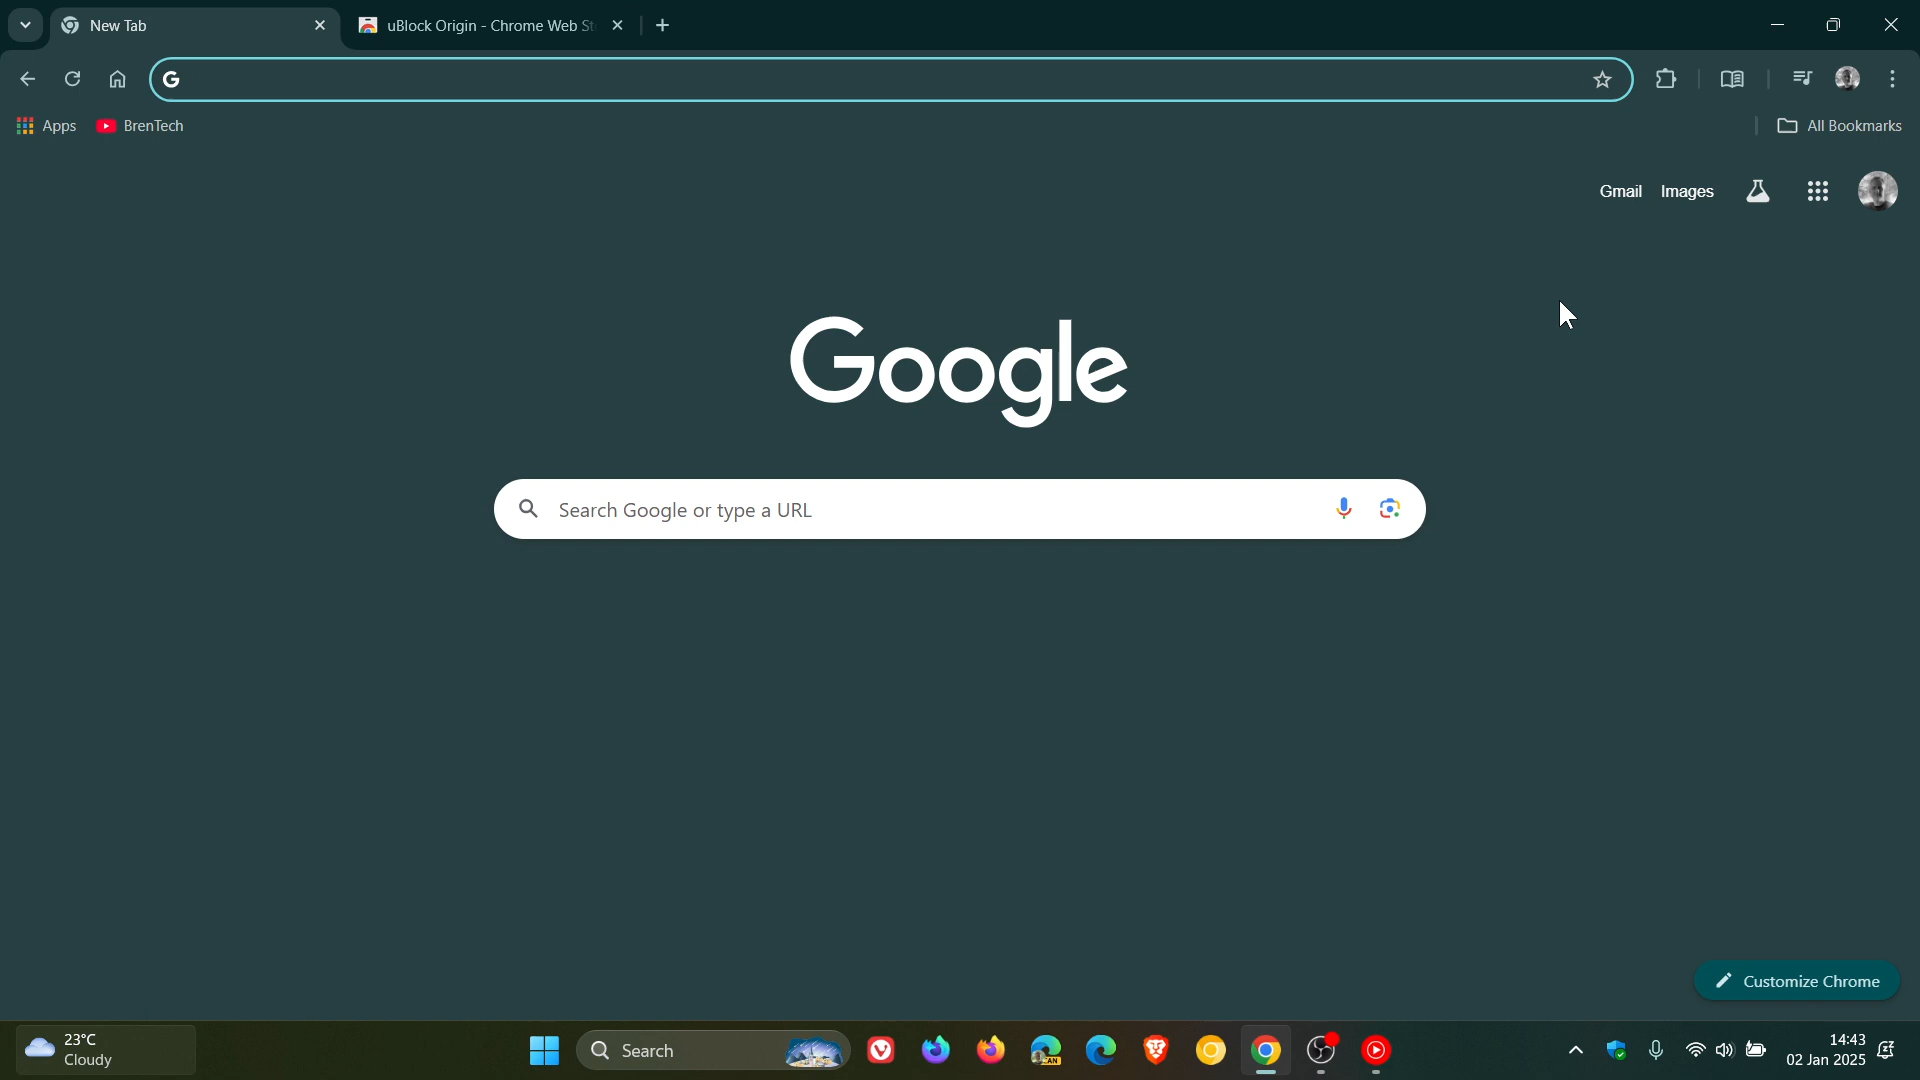 New Tab
uBlock Origin - Chrome Web St
Apps
BrenTech
All Bookmarks
Gmail
Images
Google
Search Google or type a URL
Customize Chrome
23°C
Cloudy
Search
CAN
14:43
02 Jan 2025